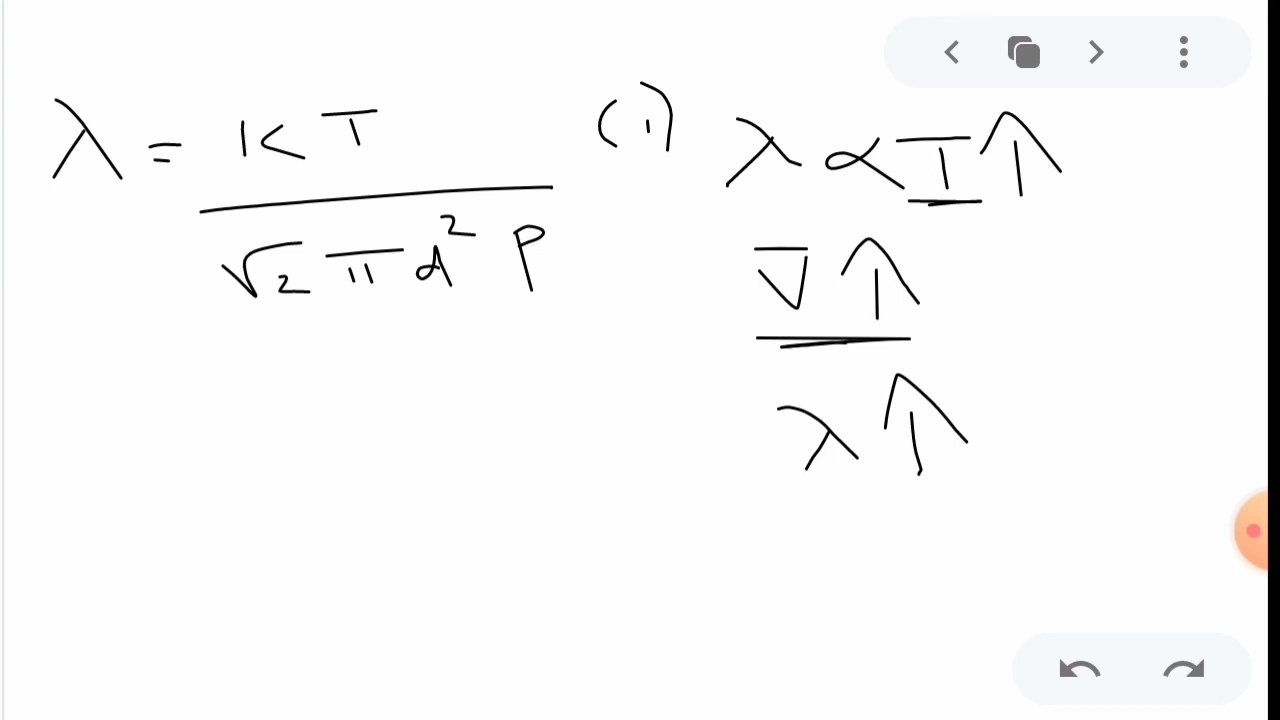 λ = KT / √2 π d² P
(1) λ ∝ T ↑
V ↑
λ ↑